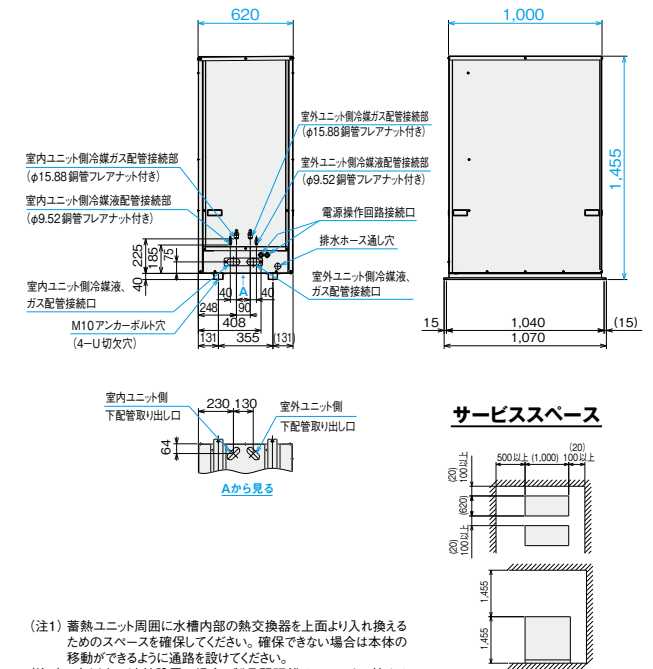 620
1,000
1,455
室外ユニット側冷媒ガス配管接続部
(φ15.88銅管フレアナット付き)
室内ユニット側冷媒ガス配管接続部
(φ15.88銅管フレアナット付き)
室外ユニット側冷媒液配管接続部
(φ9.52銅管フレアナット付き)
室内ユニット側冷媒液配管接続部
(φ9.52銅管フレアナット付き)
電源操作回路接続口
排水ホース通し穴
225
185
75
40
室内ユニット側冷媒液、
ガス配管接続口
室外ユニット側冷媒液、
ガス配管接続口
40
A
40
248
90
M10アンカーボルト穴
(4－U切欠穴)
408
131
355
(131)
15
1,040
(15)
1,070
室内ユニット側
下配管取り出し口
230
130
室外ユニット側
下配管取り出し口
64
Aから見る
サービススペース
500以上
(1,000)
(20)
100以上
(20)
100以上
(620)
(20)
100以上
1,455
1,455
(注1) 蓄熱ユニット周囲に水槽内部の熱交換器を上面より入れ換える
ためのスペースを確保してください。確保できない場合は本体の
移動ができるように通路を設けてください。